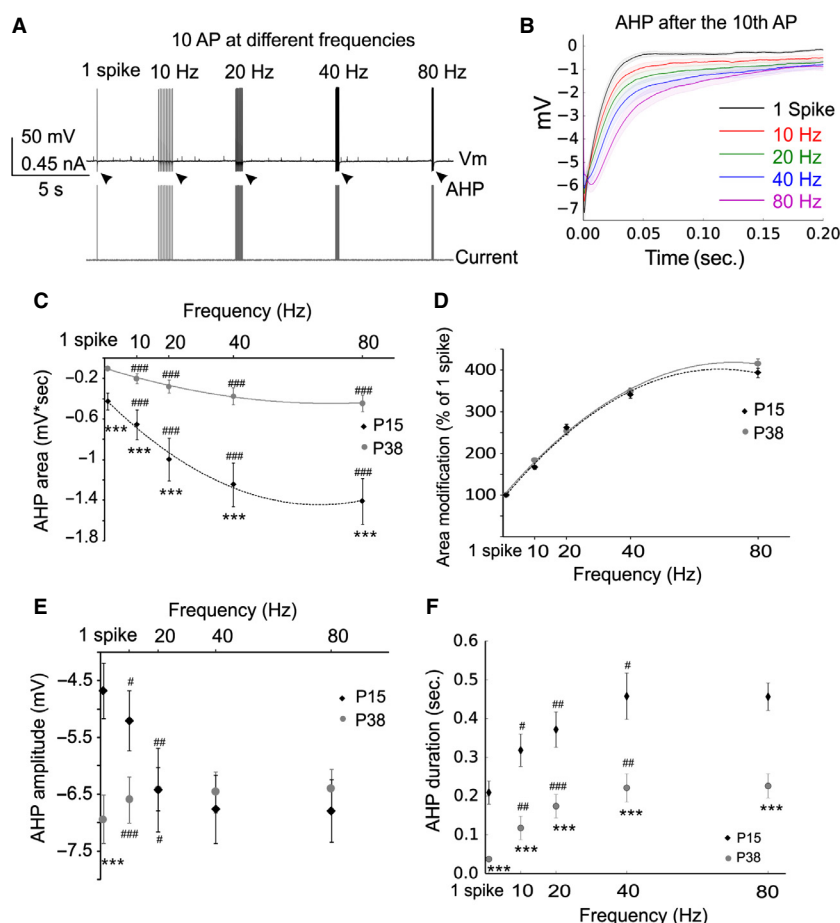 A
10 AP at different frequencies
1 spike 10 Hz 20 Hz 40 Hz 80 Hz
50 mV
0.45 nA
5 s
Vm
AHP
Current
B
AHP after the 10th AP
mV
0
−1
−2
−3
−4
−5
−6
−7
1 Spike
10 Hz
20 Hz
40 Hz
80 Hz
0.00 0.05 0.10 0.15 0.20
Time (sec.)
C
Frequency (Hz)
1 spike 10 20 40 80
AHP area (mV*sec)
−0.2
−0.6
−1
−1.4
−1.8
### ### ### ###
### ### ### ###
*** *** *** *** ***
P15
P38
D
Area modification (% of 1 spike)
400
300
200
100
P15
P38
1 spike 10 20 40 80
Frequency (Hz)
E
Frequency (Hz)
1 spike 10 20 40 80
AHP amplitude (mV)
−4.5
−5.5
−6.5
−7.5
# ##
### #
***
P15
P38
F
AHP duration (sec.)
0.6
0.5
0.4
0.3
0.2
0.1
0.0
# ## #
## ### ##
*** *** *** *** ***
P15
P38
1 spike 10 20 40 80
Frequency (Hz)